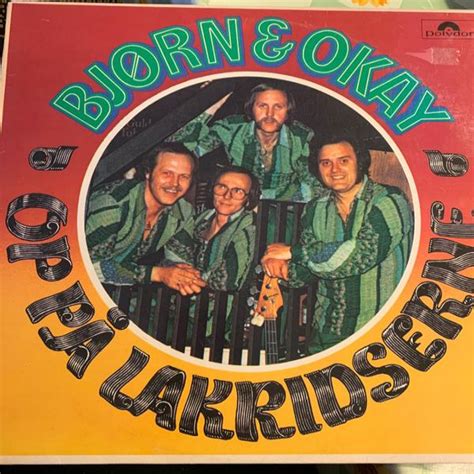 BJØRN & OKAY
Polydor
OP PÅ LAKRIDSERNE